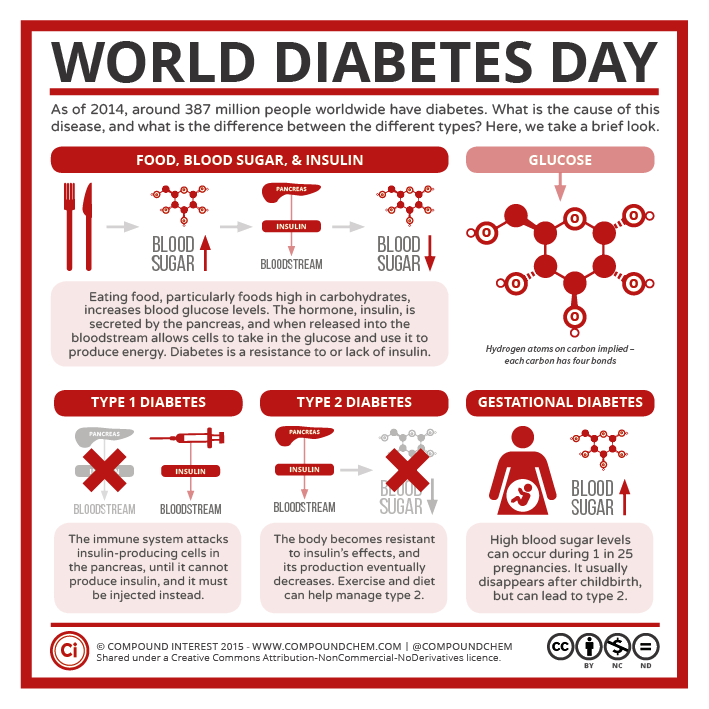 WORLD DIABETES DAY
As of 2014, around 387 million people worldwide have diabetes. What is the cause of this
disease, and what is the difference between the different types? Here, we take a brief look.
FOOD, BLOOD SUGAR, & INSULIN
PANCREAS
INSULIN
BLOODSTREAM
BLOOD
SUGAR
BLOOD
SUGAR
Eating food, particularly foods high in carbohydrates,
increases blood glucose levels. The hormone, insulin, is
secreted by the pancreas, and when released into the
bloodstream allows cells to take in the glucose and use it to
produce energy. Diabetes is a resistance to or lack of insulin.
GLUCOSE
O
O
O
O
O
O
Hydrogen atoms on carbon implied –
each carbon has four bonds
TYPE 1 DIABETES
PANCREAS
BLOODSTREAM
INSULIN
BLOODSTREAM
The immune system attacks
insulin-producing cells in
the pancreas, until it cannot
produce insulin, and it must
be injected instead.
TYPE 2 DIABETES
PANCREAS
INSULIN
BLOODSTREAM
BLOOD
SUGAR
The body becomes resistant
to insulin's effects, and
its production eventually
decreases. Exercise and diet
can help manage type 2.
GESTATIONAL DIABETES
BLOOD
SUGAR
High blood sugar levels
can occur during 1 in 25
pregnancies. It usually
disappears after childbirth,
but can lead to type 2.
Ci
© COMPOUND INTEREST 2015 - WWW.COMPOUNDCHEM.COM | @COMPOUNDCHEM
Shared under a Creative Commons Attribution-NonCommercial-NoDerivatives licence.
cc
BY NC ND